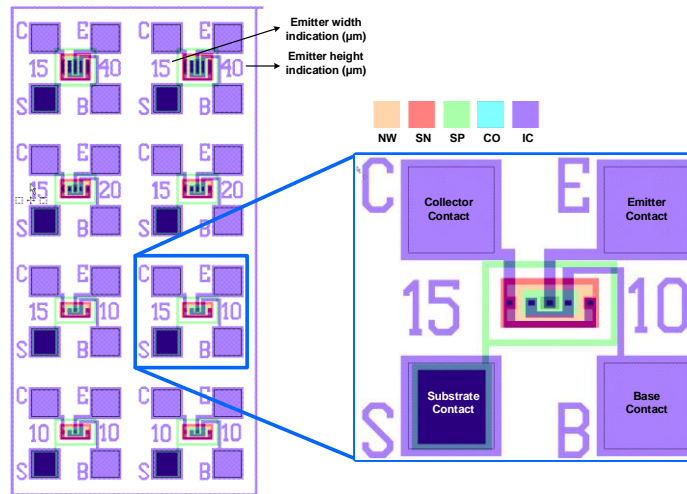 Emitter width
indication (µm)
Emitter height
indication (µm)
C E C E
15 40 15 40
S B S B
C E C E
15 20 15 20
S B S B
C E C E
15 10 15 10
S B S B
C E C E
10 10 10 10
S B S B
NW SN SP CO IC
C E
Collector
Contact
Emitter
Contact
15 10
Substrate
Contact
Base
Contact
S B